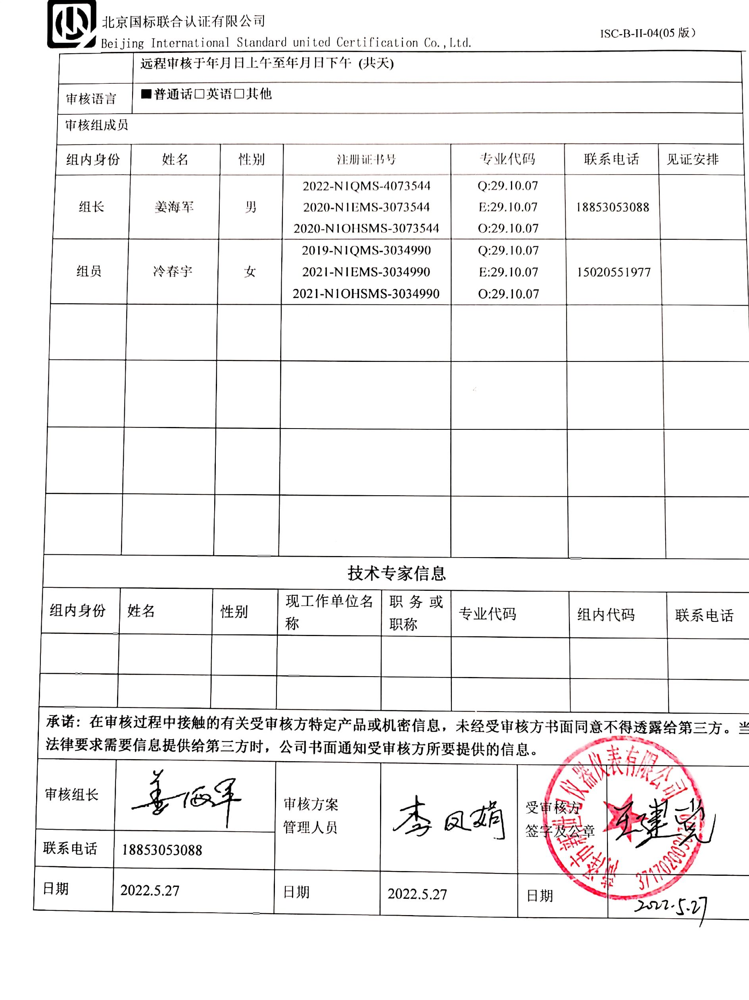 北京国标联合认证有限公司
Beijing International Standard united Certification Co.,Ltd.
ISC-B-II-04(05 版)
远程审核于年月日上午至年月日下午 (共天)
审核语言 ■普通话□英语□其他
审核组成员
组内身份 姓名 性别 注册证书号 专业代码 联系电话 见证安排
2022-N1QMS-4073544 Q:29.10.07
组长 姜海军 男 2020-N1EMS-3073544 E:29.10.07 18853053088
2020-N1OHSMS-3073544 O:29.10.07
2019-N1QMS-3034990 Q:29.10.07
组员 冷春宇 女 2021-N1EMS-3034990 E:29.10.07 15020551977
2021-N1OHSMS-3034990 O:29.10.07
技术专家信息
组内身份 姓名 性别 现工作单位名称 职务或职称 专业代码 组内代码 联系电话
承诺：在审核过程中接触的有关受审核方特定产品或机密信息，未经受审核方书面同意不得透露给第三方。当
法律要求需要信息提供给第三方时，公司书面通知受审核方所要提供的信息。
审核组长 姜海军
审核方案
管理人员 李凤娟
受审核方
签字及公章 王建党
仪器仪表有限公司
联系电话 18853053088
日期 2022.5.27 日期 2022.5.27 日期 2022.5.27